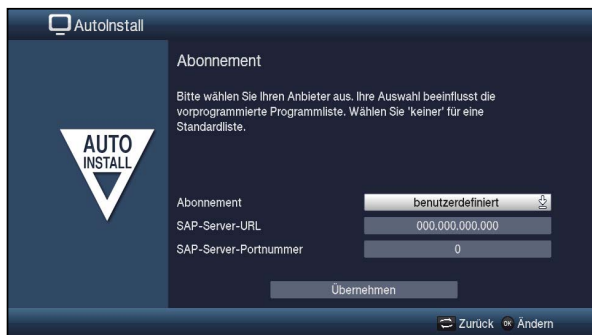 AutoInstall
Abonnement
Bitte wählen Sie Ihren Anbieter aus. Ihre Auswahl beeinflusst die
vorprogrammierte Programmliste. Wählen Sie 'keiner' für eine
Standardliste.
AUTO
INSTALL
Abonnement benutzerdefiniert
SAP-Server-URL 000.000.000.000
SAP-Server-Portnummer 0
Übernehmen
Zurück OK Ändern